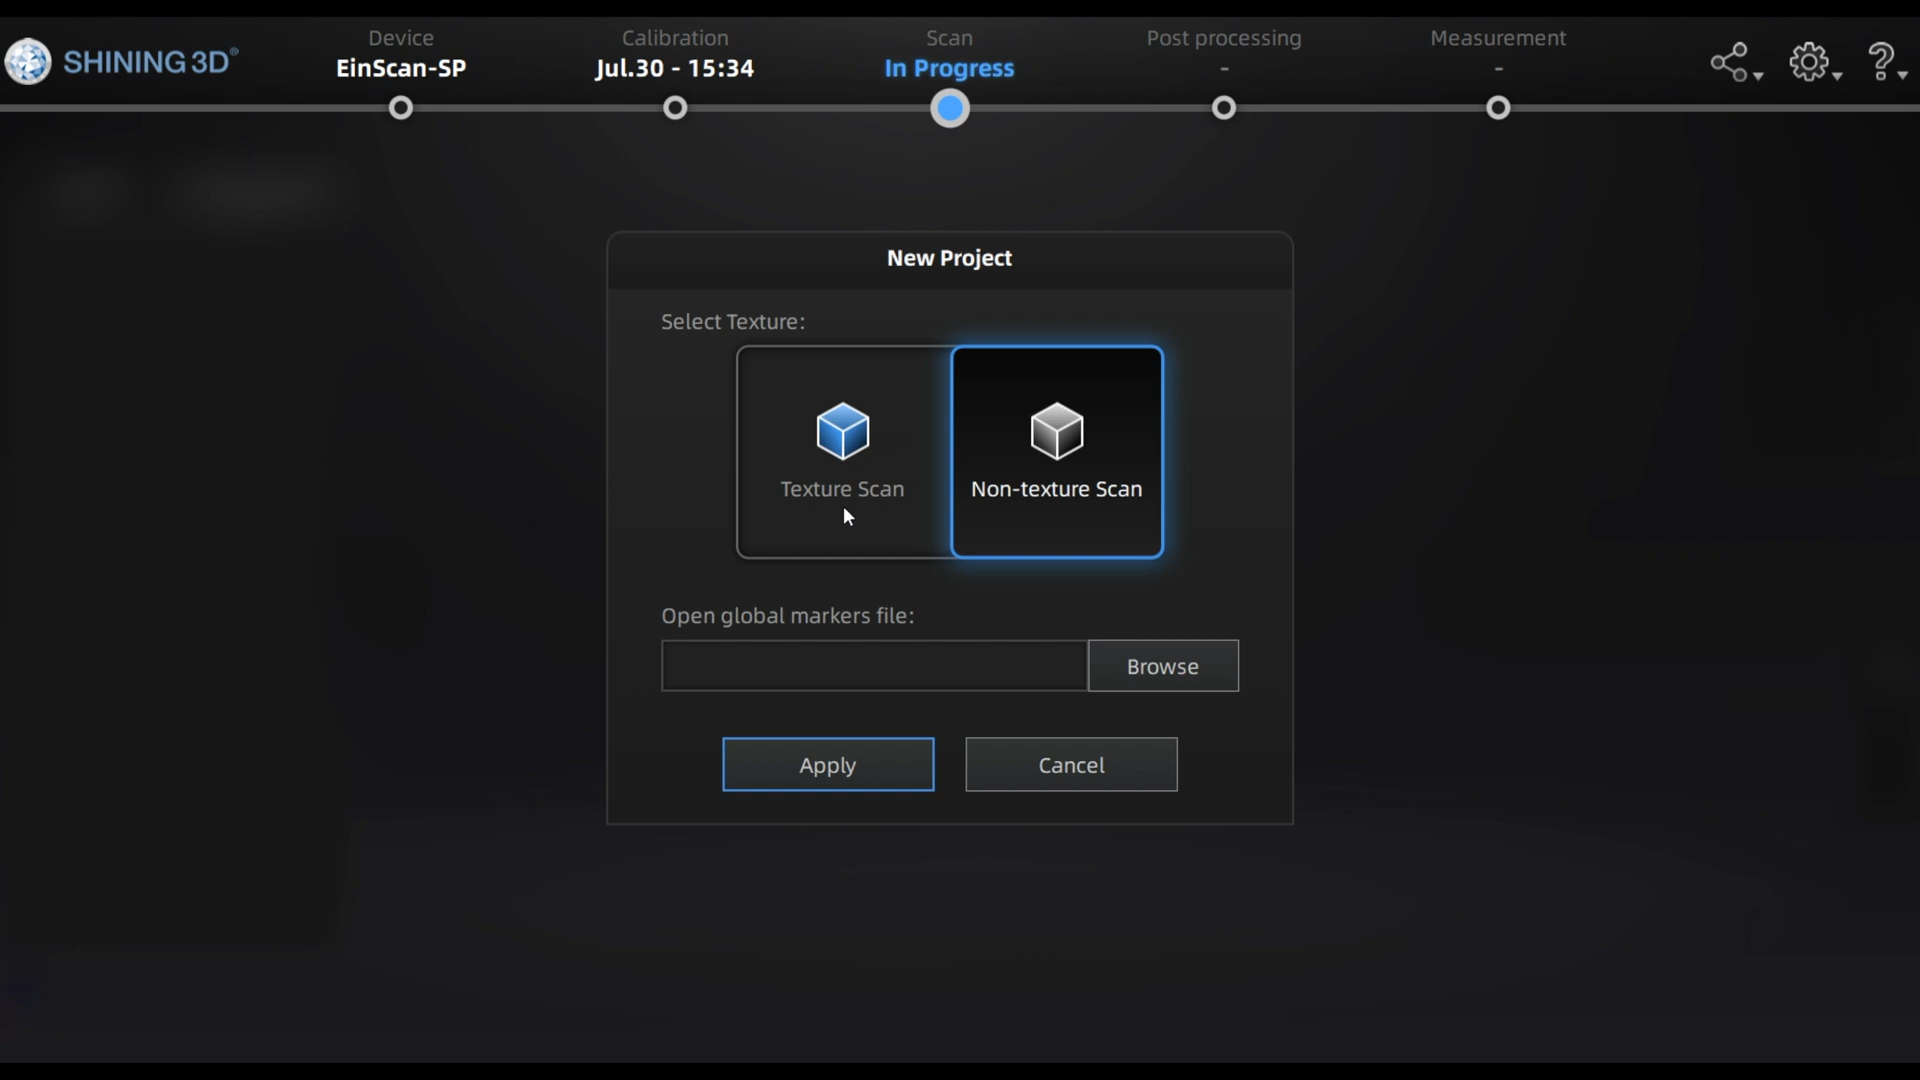 SHINING 3D®
Device
EinScan-SP
Calibration
Jul.30 - 15:34
Scan
In Progress
Post processing
-
Measurement
-
?
New Project
Select Texture:
Texture Scan
Non-texture Scan
Open global markers file:
Browse
Apply
Cancel